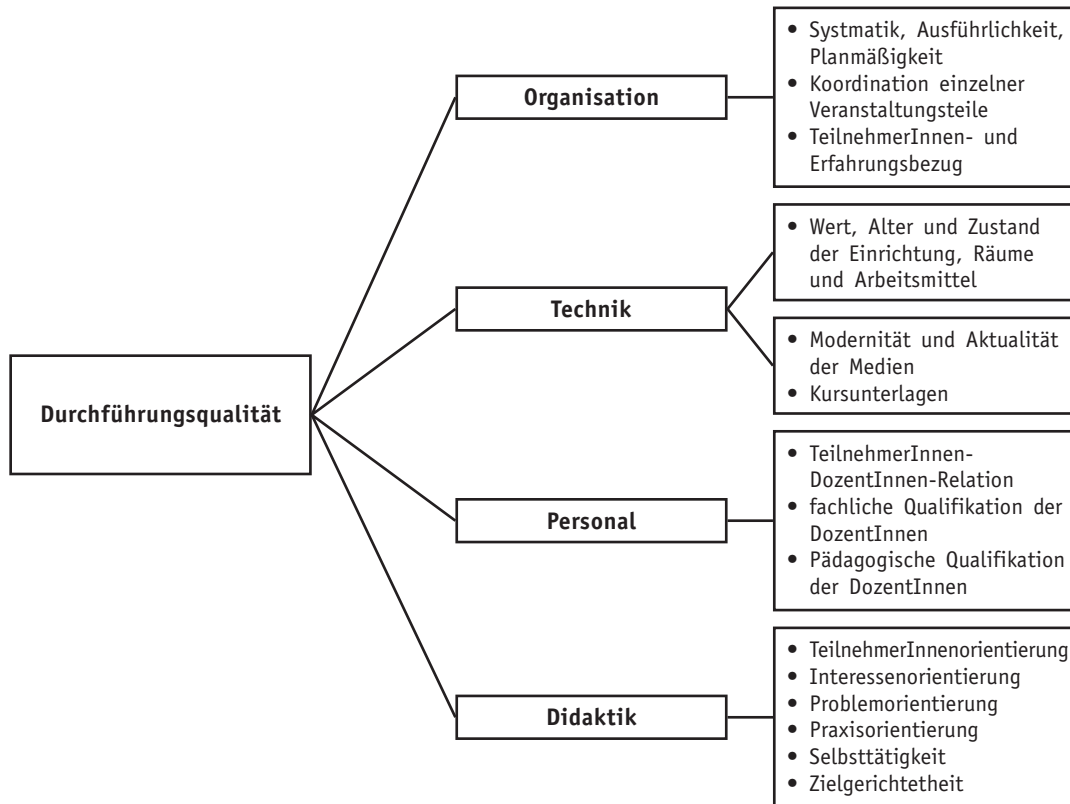 Durchführungsqualität
Organisation
• Systmatik, Ausführlichkeit,
Planmäßigkeit
• Koordination einzelner
Veranstaltungsteile
• TeilnehmerInnen- und
Erfahrungsbezug
Technik
• Wert, Alter und Zustand
der Einrichtung, Räume
und Arbeitsmittel
• Modernität und Aktualität
der Medien
• Kursunterlagen
Personal
• TeilnehmerInnen-
DozentInnen-Relation
• fachliche Qualifikation der
DozentInnen
• Pädagogische Qualifikation
der DozentInnen
Didaktik
• TeilnehmerInnenorientierung
• Interessenorientierung
• Problemorientierung
• Praxisorientierung
• Selbsttätigkeit
• Zielgerichtetheit